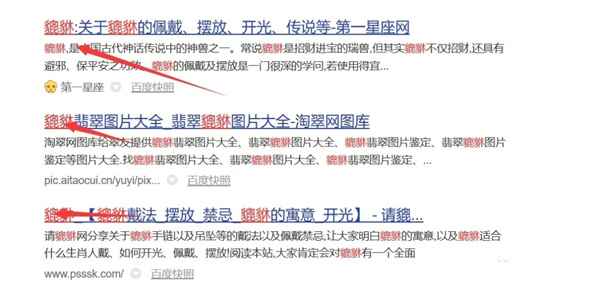 貔貅:关于貔貅的佩戴、摆放、开光、传说等-第一星座网
貔貅,是中国古代神话传说中的神兽之一。常说貔貅是招财进宝的瑞兽,但其实貔貅不仅招财,还具有
避邪、保平安之功效。貔貅的佩戴及摆放是一门很深的学问,若使用得宜...
第一星座
百度快照
貔貅翡翠图片大全_翡翠貔貅图片大全-淘翠网图库
淘翠网图库给翠友提供貔貅翡翠图片大全、翡翠貔貅图片大全、貔貅翡翠图片鉴定、翡翠貔貅图片
鉴定等图片大全.找貔貅翡翠图片大全、翡翠貔貅图片大全、貔貅翡翠图片鉴定、...
pic.aitaocui.cn/yuyi/pix...
百度快照
貔貅_【貔貅戴法_摆放_禁忌_貔貅的寓意_开光】 - 请貔...
请貔貅网分享关于貔貅手链以及吊坠等的戴法以及佩戴禁忌,让大家明白貔貅的寓意,以及貔貅适合
什么生肖人戴、如何开光、佩戴、摆放!阅读本站,大家肯定会对貔貅有一个全面
www.psssk.com/
百度快照